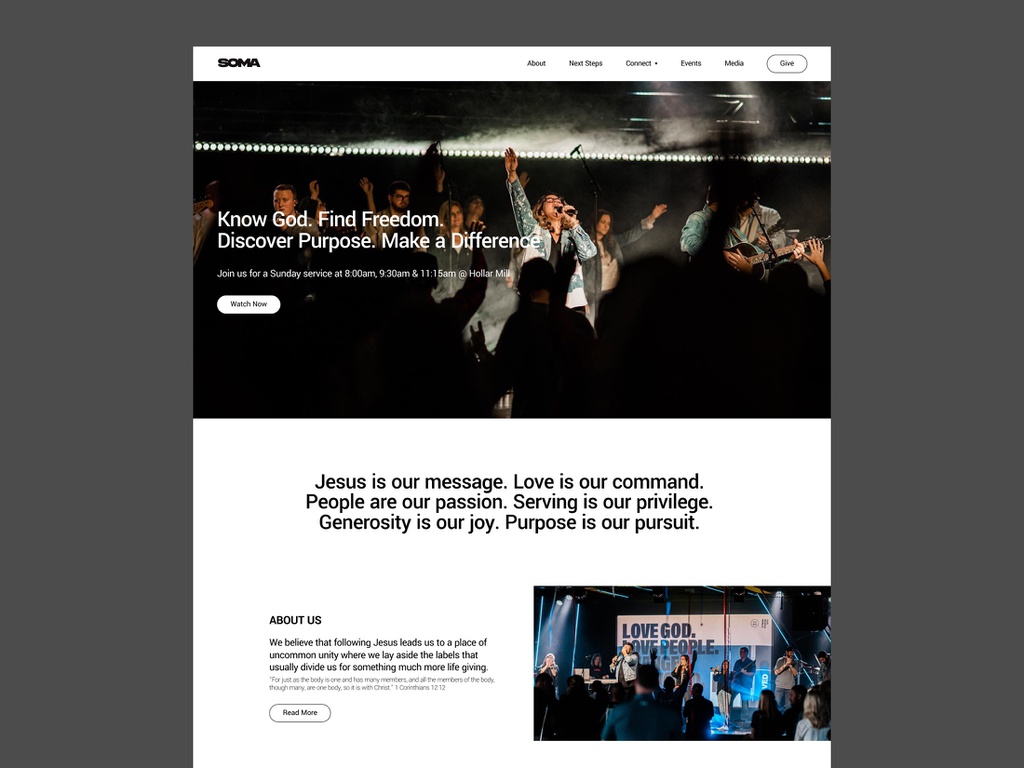 SOMA
About Next Steps Connect Events Media Give
Know God. Find Freedom.
Discover Purpose. Make a Difference
Join us for a Sunday service at 8:00am, 9:30am & 11:15am @ Hollar Mill
Watch Now
Jesus is our message. Love is our command.
People are our passion. Serving is our privilege.
Generosity is our joy. Purpose is our pursuit.
ABOUT US
We believe that following Jesus leads us to a place of
uncommon unity where we lay aside the labels that
usually divide us for something much more life giving.
"For just as the body is one and has many members, and all the members of the body,
though many, are one body, so it is with Christ." 1 Corinthians 12:12
Read More
LOVE GOD.
LOVE PEOPLE.